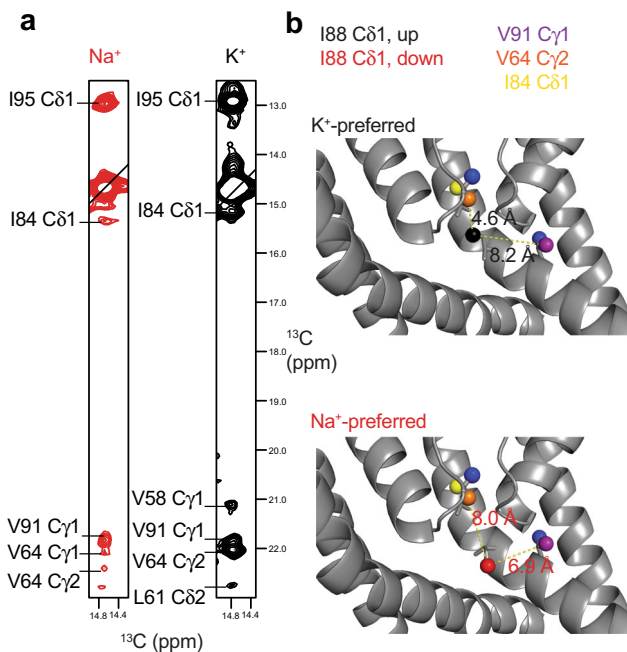 a
Na⁺
K⁺
I95 Cδ1
I95 Cδ1
I84 Cδ1
I84 Cδ1
V58 Cγ1
V91 Cγ1
V91 Cγ1
V64 Cγ1
V64 Cγ2
V64 Cγ2
L61 Cδ2
13.0
14.0
15.0
16.0
17.0
18.0
19.0
20.0
21.0
22.0
¹³C
(ppm)
14.8 14.4
14.8 14.4
¹³C (ppm)
b
I88 Cδ1, up
V91 Cγ1
I88 Cδ1, down
V64 Cγ2
I84 Cδ1
K⁺-preferred
4.6 Å
8.2 Å
Na⁺-preferred
8.0 Å
6.9 Å